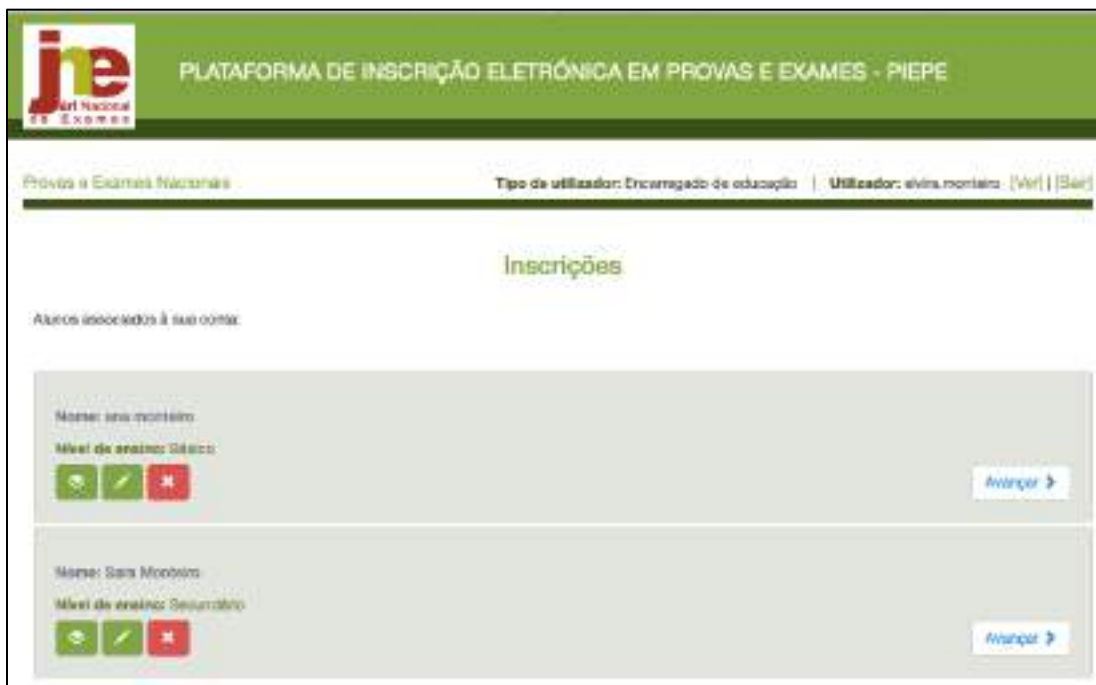 jne
Júri Nacional
de Exames
PLATAFORMA DE INSCRIÇÃO ELETRÓNICA EM PROVAS E EXAMES - PIEPE
Provas e Exames Nacionais
Tipo de utilizador: Encarregado de educação | Utilizador: elvira.monteiro [Ver] | [Sair]
Inscrições
Alunos associados à sua conta:
Nome: ana monteiro
Nível de ensino: Básico
Avançar
Nome: Sara Monteiro
Nível de ensino: Secundário
Avançar